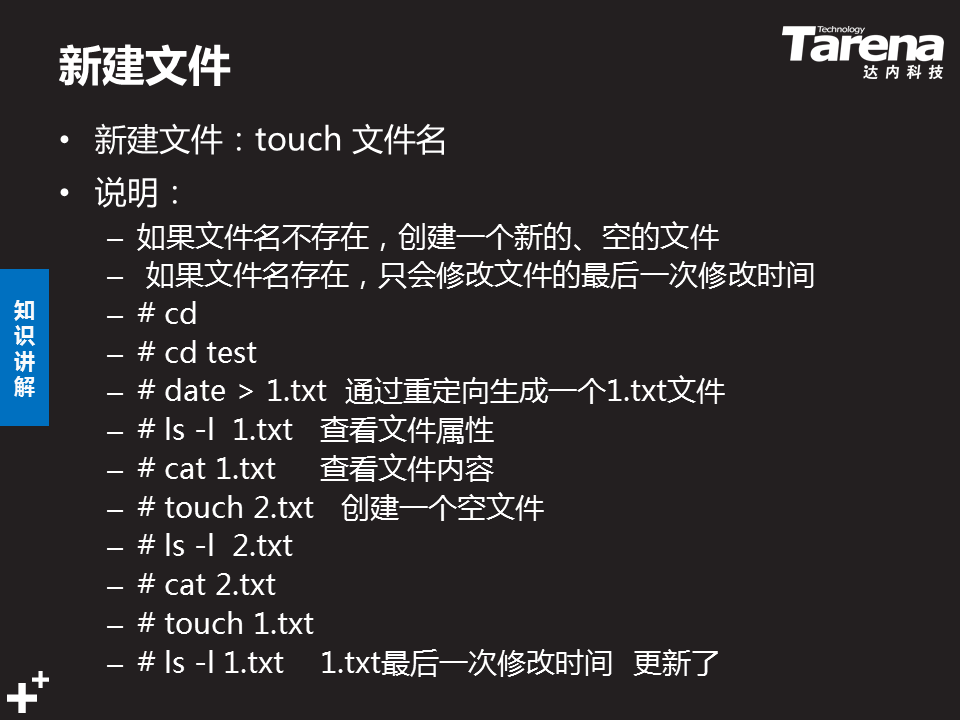 新建文件
Technology
Tarena
达内科技
• 新建文件：touch 文件名
• 说明：
– 如果文件名不存在，创建一个新的、空的文件
– 如果文件名存在，只会修改文件的最后一次修改时间
– # cd
– # cd test
– # date > 1.txt 通过重定向生成一个1.txt文件
– # ls -l 1.txt 查看文件属性
– # cat 1.txt 查看文件内容
– # touch 2.txt 创建一个空文件
– # ls -l 2.txt
– # cat 2.txt
– # touch 1.txt
– # ls -l 1.txt 1.txt最后一次修改时间 更新了
知识讲解